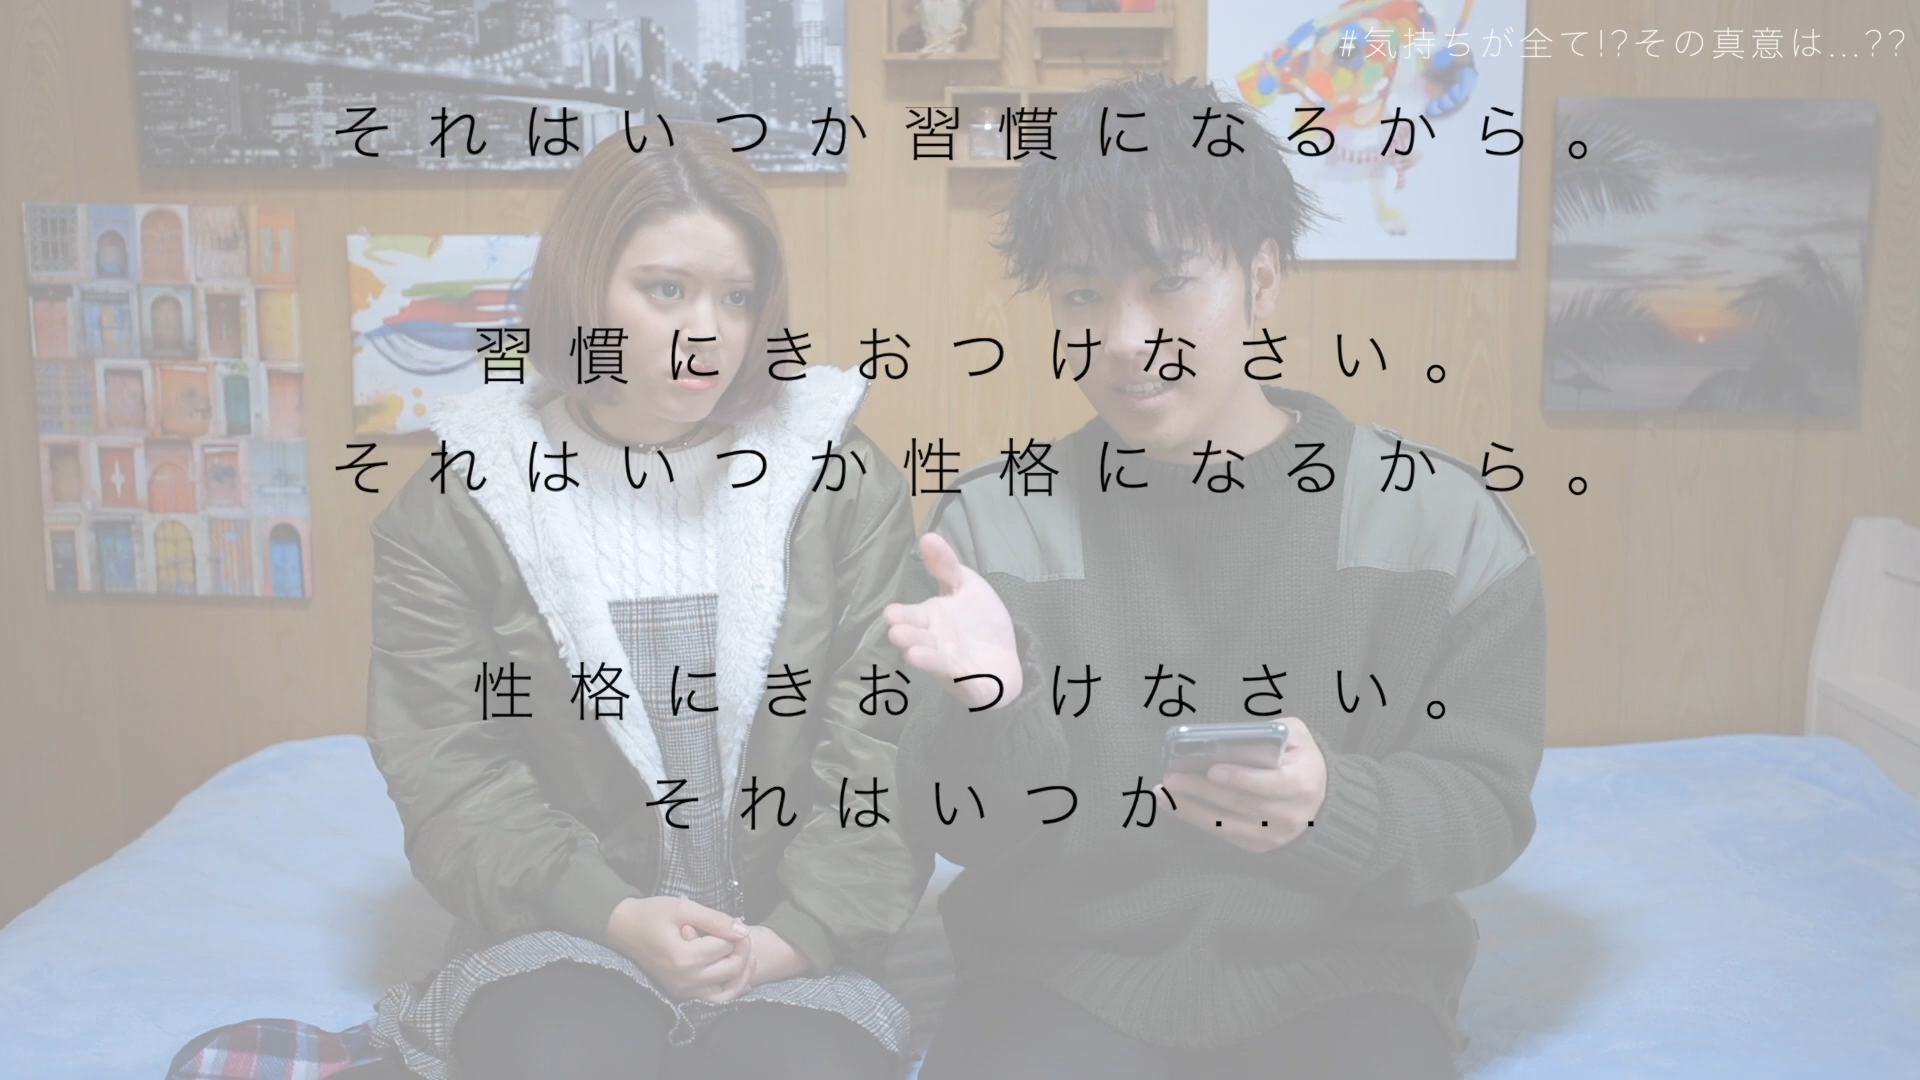 #気持ちが全て!?その真意は...??
それはいつか習慣になるから。
習慣にきおつけなさい。
それはいつか性格になるから。
性格にきおつけなさい。
それはいつか...